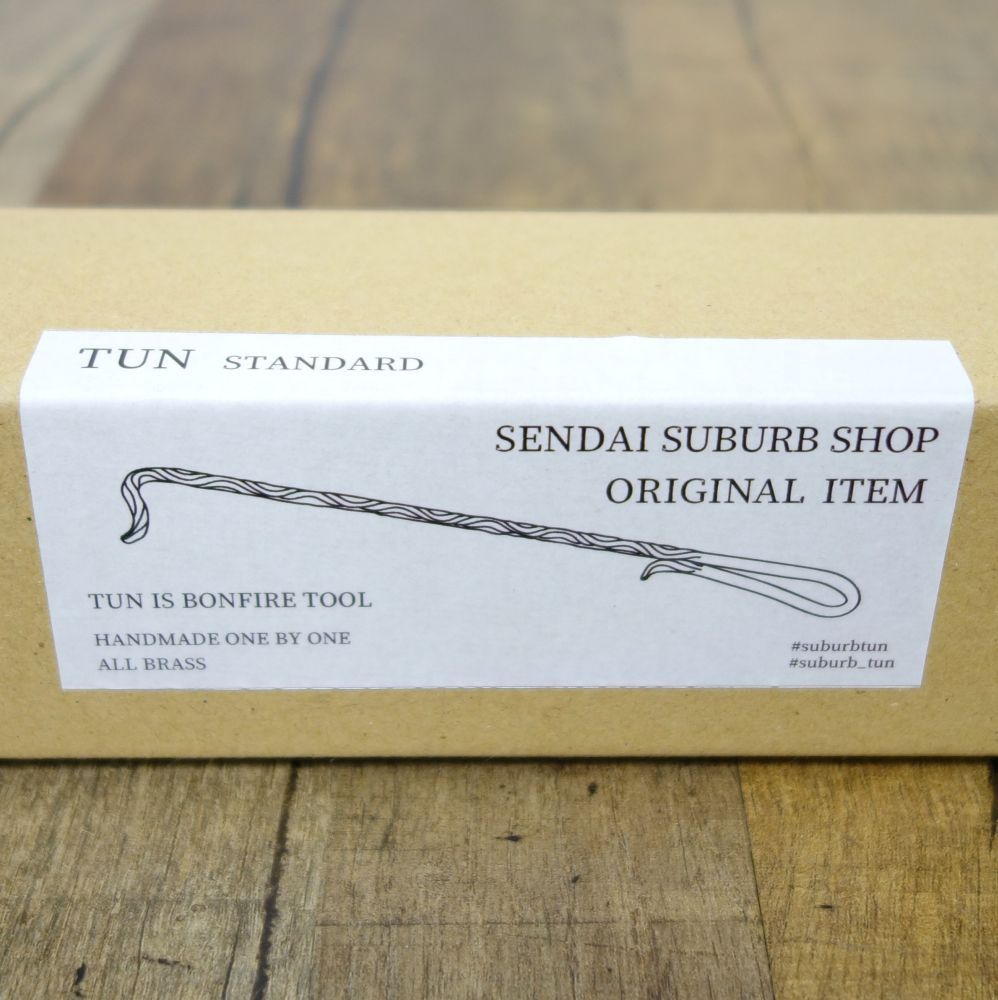 TUN STANDARD
SENDAI SUBURB SHOP
ORIGINAL ITEM
TUN IS BONFIRE TOOL
HANDMADE ONE BY ONE
ALL BRASS
#suburbtun
#suburb_tun